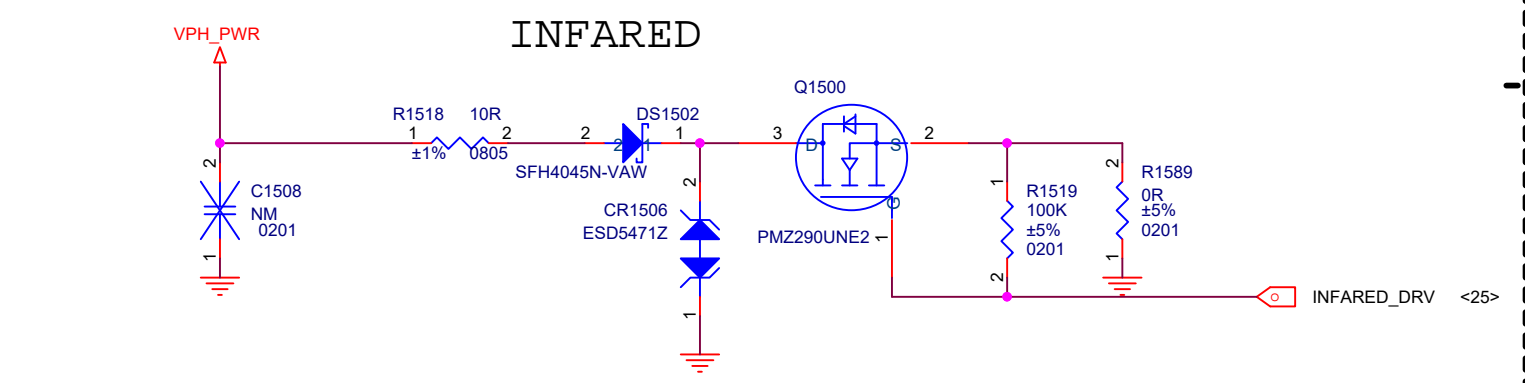 INFARED
VPH_PWR
Q1500
R1518 10R
DS1502
1 2 2 2 1 1 3 D S 2
±1% 0805
SFH4045N-VAW
2
C1508
NM
0201
1
2
CR1506
ESD5471Z
1
G
PMZ290UNE2 1
1
R1519
100K
±5%
0201
2
2
R1589
0R
±5%
0201
1
INFARED_DRV <25>